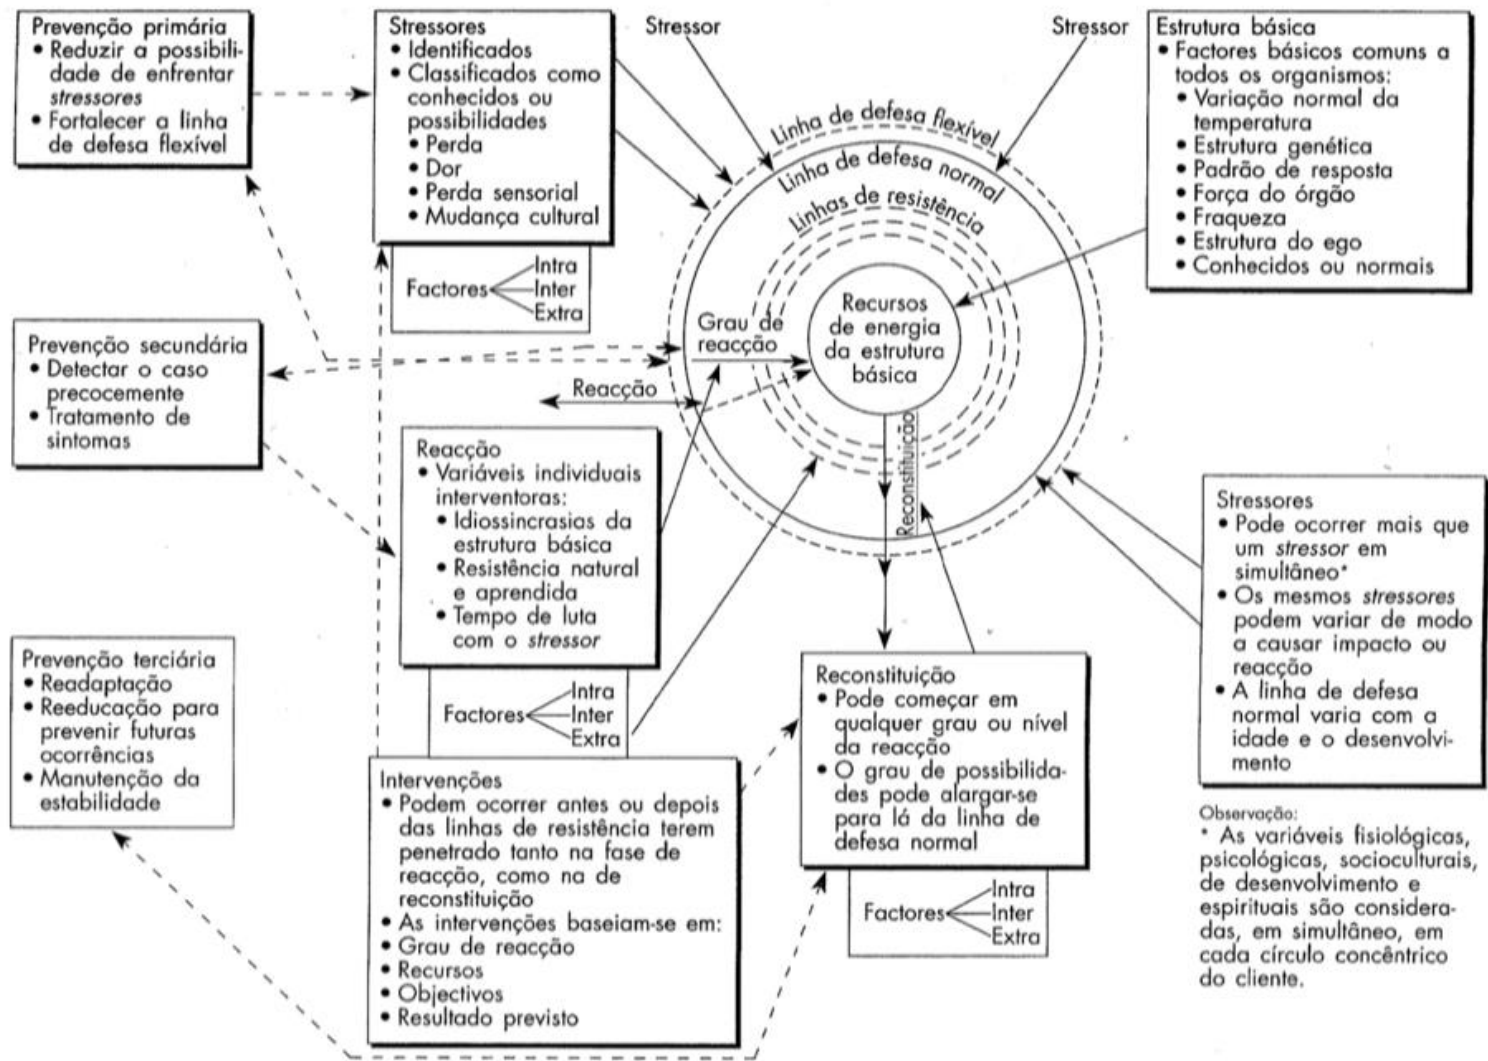 Prevenção primária
• Reduzir a possibili-
dade de enfrentar
stressores
• Fortalecer a linha
de defesa flexível
Stressores
• Identificados
• Classificados como
conhecidos ou
possibilidades
• Perda
• Dor
• Perda sensorial
• Mudança cultural
Factores
Intra
Inter
Extra
Stressor
Stressor
Linha de defesa flexível
Linha de defesa normal
Linhas de resistência
Recursos
de energia
da estrutura
básica
Grau de
reacção
Reacção
Reconstituição
Estrutura básica
• Factores básicos comuns a
todos os organismos:
• Variação normal da
temperatura
• Estrutura genética
• Padrão de resposta
• Força do órgão
• Fraqueza
• Estrutura do ego
• Conhecidos ou normais
Prevenção secundária
• Detectar o caso
precocemente
• Tratamento de
sintomas
Reacção
• Variáveis individuais
interventoras:
• Idiossincrasias da
estrutura básica
• Resistência natural
e aprendida
• Tempo de luta
com o stressor
Factores
Intra
Inter
Extra
Stressores
• Pode ocorrer mais que
um stressor em
simultâneo*
• Os mesmos stressores
podem variar de modo
a causar impacto ou
reacção
• A linha de defesa
normal varia com a
idade e o desenvolvi-
mento
Prevenção terciária
• Readaptação
• Reeducação para
prevenir futuras
ocorrências
• Manutenção da
estabilidade
Intervenções
• Podem ocorrer antes ou depois
das linhas de resistência terem
penetrado tanto na fase de
reacção, como na de
reconstituição
• As intervenções baseiam-se em:
• Grau de reacção
• Recursos
• Objectivos
• Resultado previsto
Reconstituição
• Pode começar em
qualquer grau ou nível
da reacção
• O grau de possibilida-
des pode alargar-se
para lá da linha de
defesa normal
Factores
Intra
Inter
Extra
Observação:
* As variáveis fisiológicas,
psicológicas, socioculturais,
de desenvolvimento e
espirituais são considera-
das, em simultâneo, em
cada círculo concêntrico
do cliente.